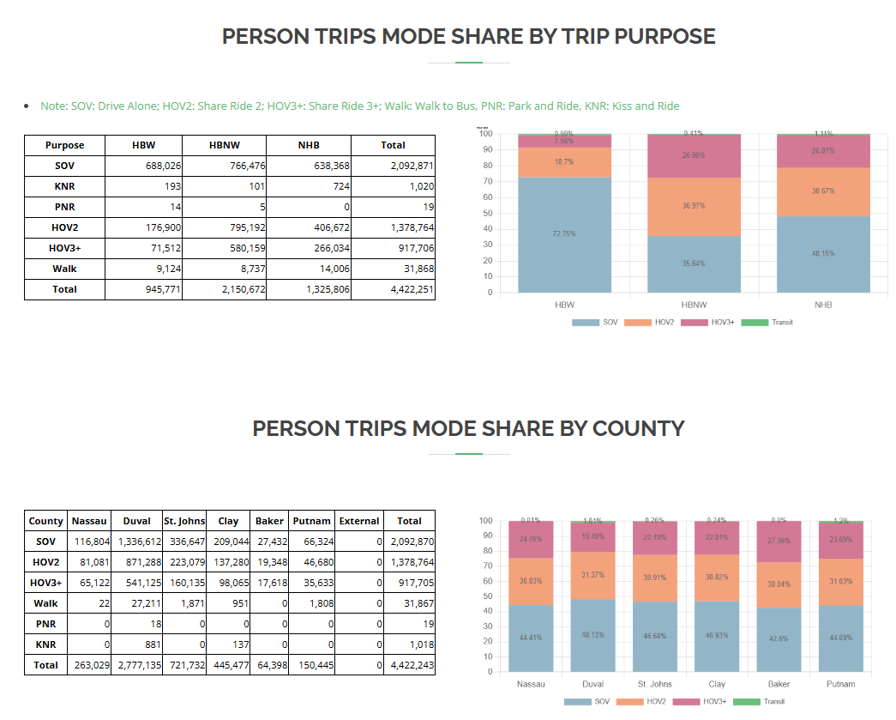 PERSON TRIPS MODE SHARE BY TRIP PURPOSE
Note: SOV: Drive Alone; HOV2: Share Ride 2; HOV3+: Share Ride 3+; Walk: Walk to Bus, PNR: Park and Ride, KNR: Kiss and Ride
Purpose HBW HBNW NHB Total
SOV 688,026 766,476 638,368 2,092,871
KNR 193 101 724 1,020
PNR 14 5 0 19
HOV2 176,900 795,192 406,672 1,378,764
HOV3+ 71,512 580,159 266,034 917,706
Walk 9,124 8,737 14,006 31,868
Total 945,771 2,150,672 1,325,806 4,422,251
100
90
80
70
60
50
40
30
20
10
0
0.99% 0.41% 1.11%
7.56% 26.98% 20.07%
18.7% 36.97% 30.67%
72.75% 35.64% 48.15%
HBW HBNW NHB
SOV HOV2 HOV3+ Transit
PERSON TRIPS MODE SHARE BY COUNTY
County Nassau Duval St. Johns Clay Baker Putnam External Total
SOV 116,804 1,336,612 336,647 209,044 27,432 66,324 0 2,092,870
HOV2 81,081 871,288 223,079 137,280 19,348 46,680 0 1,378,764
HOV3+ 65,122 541,125 160,135 98,065 17,618 35,633 0 917,705
Walk 22 27,211 1,871 951 0 1,808 0 31,867
PNR 0 18 0 0 0 0 0 19
KNR 0 881 0 137 0 0 0 1,018
Total 263,029 2,777,135 721,732 445,477 64,398 150,445 0 4,422,243
100
90
80
70
60
50
40
30
20
10
0
0.01% 1.01% 0.26% 0.24% 0.0% 1.2%
24.76% 19.49% 22.19% 22.01% 27.36% 23.69%
30.83% 31.37% 30.91% 30.82% 30.04% 31.03%
44.41% 48.13% 46.64% 46.93% 42.6% 44.09%
Nassau Duval St. Johns Clay Baker Putnam
SOV HOV2 HOV3+ Transit